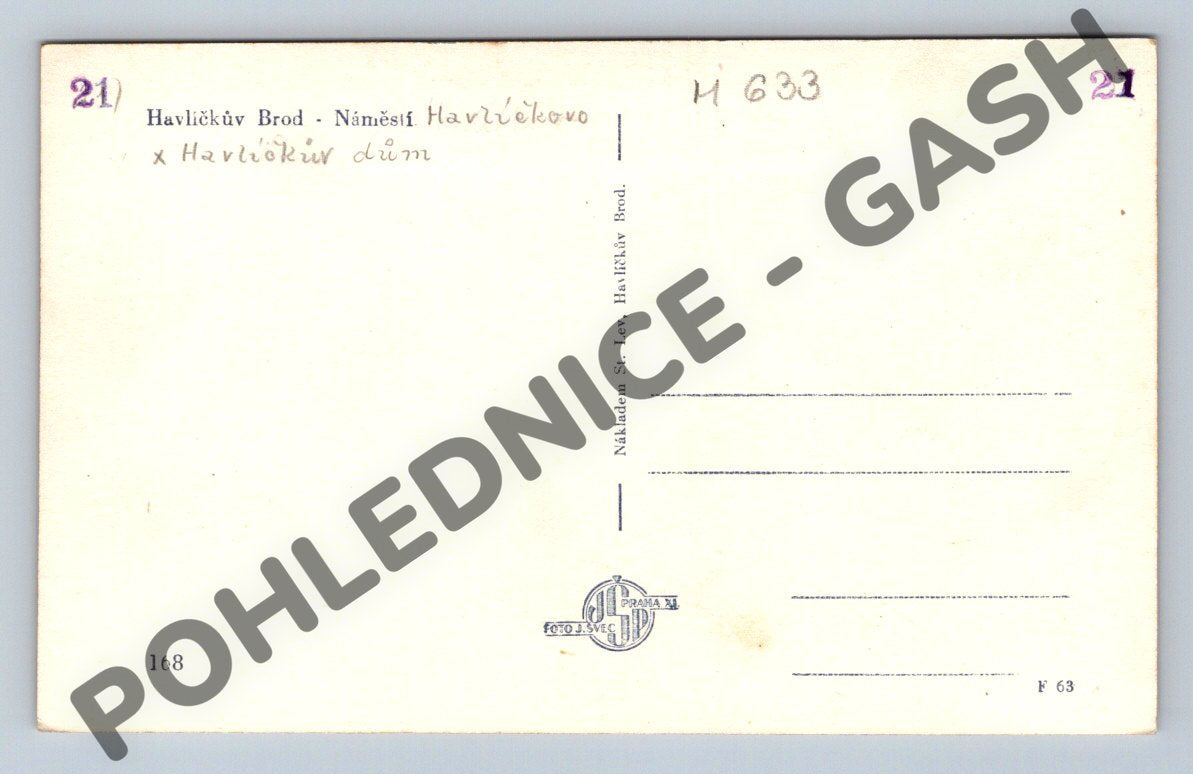 21)
M 633
21
Havlíčkův Brod - Náměstí Havlíčkovo
x Havlíčkův dům
Nákladem St. Lev, Havlíčkův Brod.
POHLEDNICE - GASH
JŠP
PRAHA XI.
FOTO J. ŠVEC
168
F 63